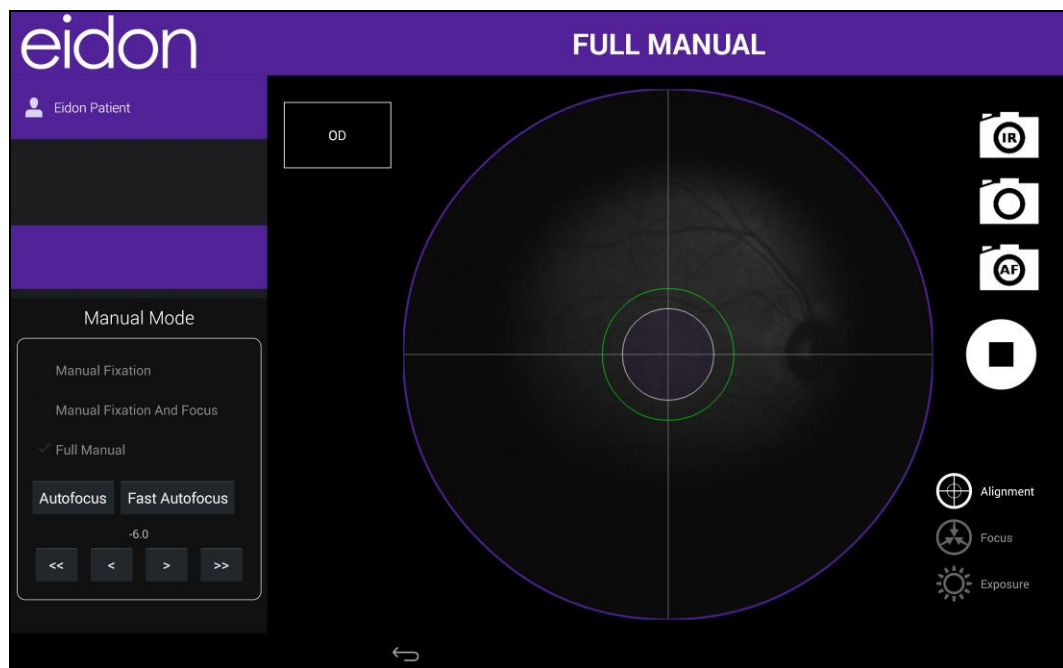 eidon
FULL MANUAL
Eidon Patient
OD
IR
AF
Manual Mode
Manual Fixation
Manual Fixation And Focus
Full Manual
Autofocus
Fast Autofocus
-6.0
<< < > >>
Alignment
Focus
Exposure